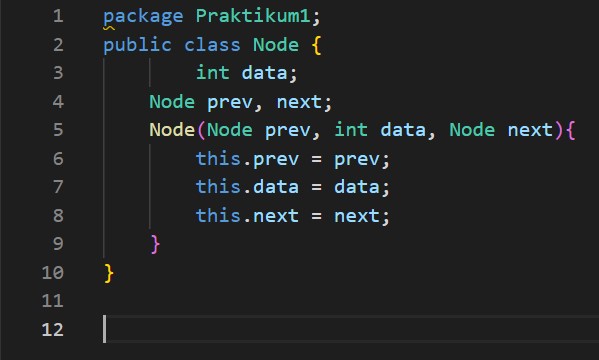 1 package Praktikum1;
2 public class Node {
3 int data;
4 Node prev, next;
5 Node(Node prev, int data, Node next){
6 this.prev = prev;
7 this.data = data;
8 this.next = next;
9 }
10 }
11
12